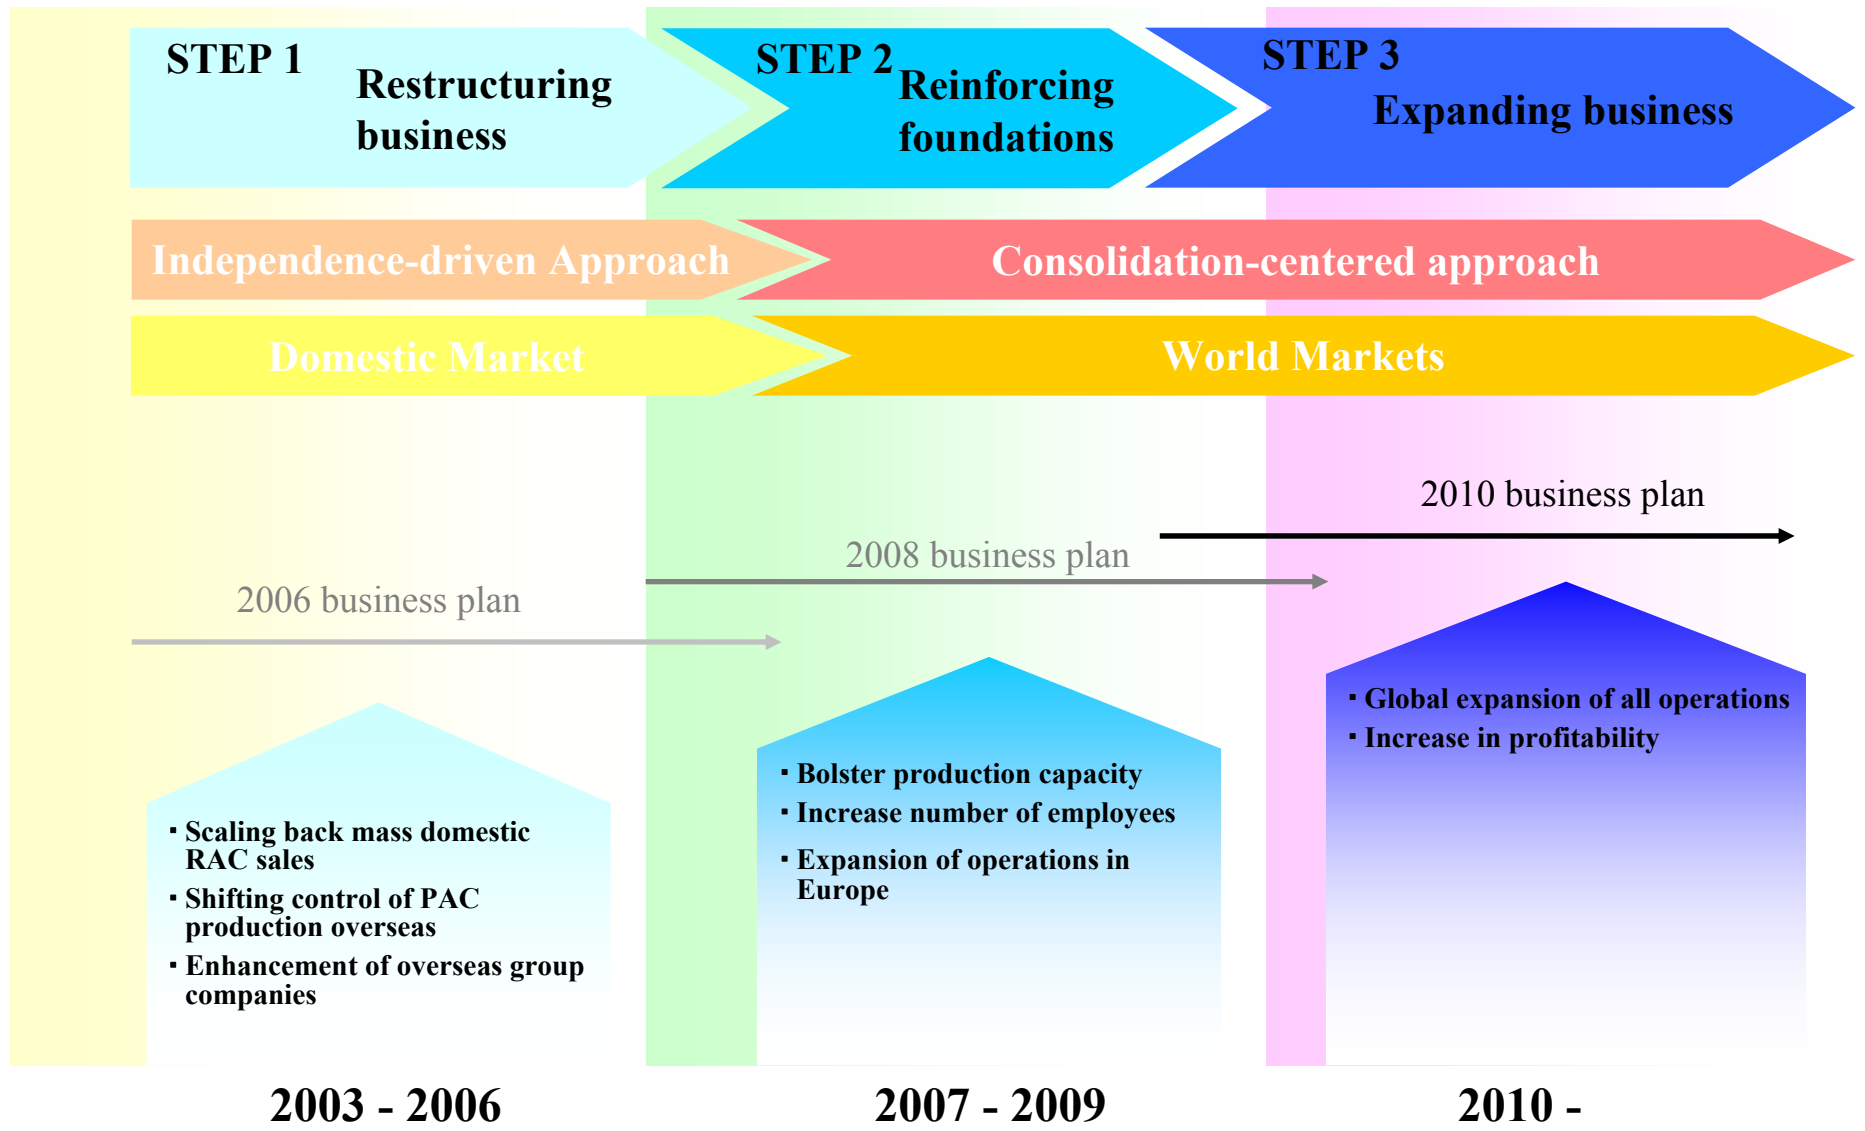 STEP 1
Restructuring
business
STEP 2
Reinforcing
foundations
STEP 3
Expanding business
Independence-driven Approach
Consolidation-centered approach
Domestic Market
World Markets
2010 business plan
2008 business plan
2006 business plan
▪ Scaling back mass domestic
RAC sales
▪ Shifting control of PAC
production overseas
▪ Enhancement of overseas group
companies
▪ Bolster production capacity
▪ Increase number of employees
▪ Expansion of operations in
Europe
▪ Global expansion of all operations
▪ Increase in profitability
2003 - 2006
2007 - 2009
2010 -